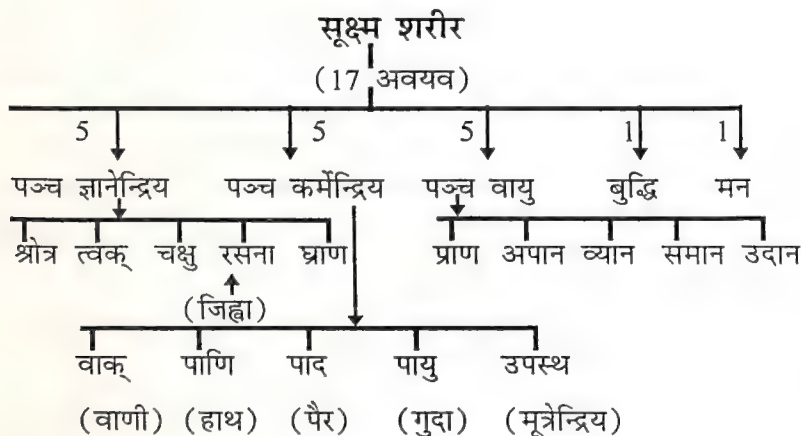 सूक्ष्म शरीर
(17 अवयव)
5 5 5 1 1
पञ्च ज्ञानेन्द्रिय पञ्च कर्मेन्द्रिय पञ्च वायु बुद्धि मन
श्रोत्र त्वक् चक्षु रसना घ्राण प्राण अपान व्यान समान उदान
(जिह्वा)
वाक् पाणि पाद पायु उपस्थ
(वाणी) (हाथ) (पैर) (गुदा) (मूत्रेन्द्रिय)